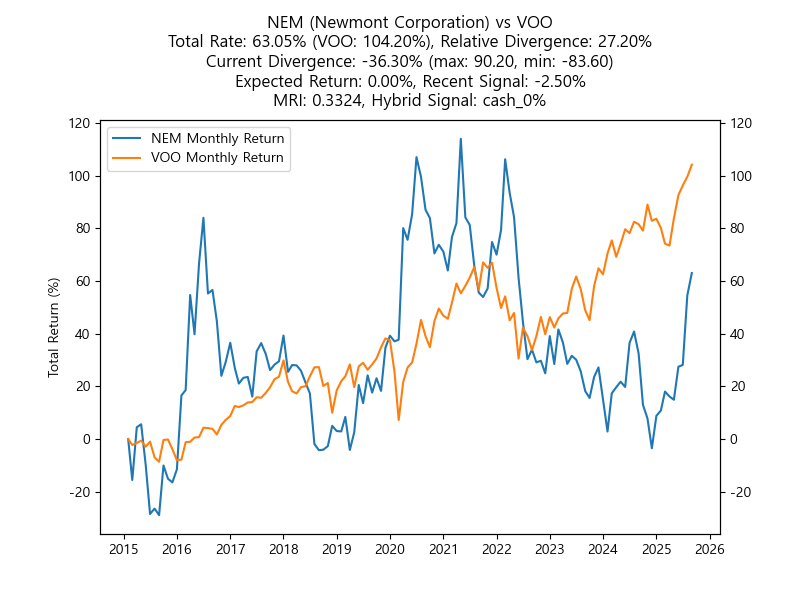 NEM (Newmont Corporation) vs VOO
Total Rate: 63.05% (VOO: 104.20%), Relative Divergence: 27.20%
Current Divergence: -36.30% (max: 90.20, min: -83.60)
Expected Return: 0.00%, Recent Signal: -2.50%
MRI: 0.3324, Hybrid Signal: cash_0%
NEM Monthly Return
VOO Monthly Return
Total Return (%)
120
100
80
60
40
20
0
-20
120
100
80
60
40
20
0
-20
2015 2016 2017 2018 2019 2020 2021 2022 2023 2024 2025 2026